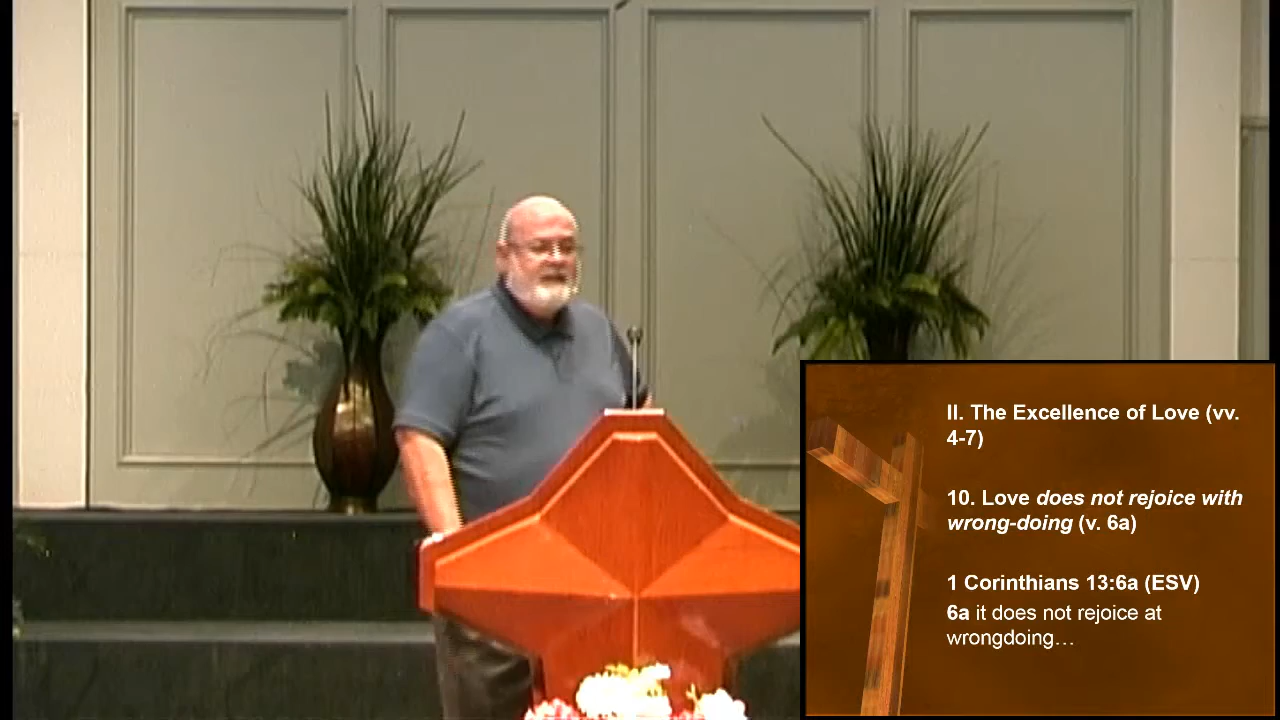 II. The Excellence of Love (vv.
4-7)
10. Love does not rejoice with
wrong-doing (v. 6a)
1 Corinthians 13:6a (ESV)
6a it does not rejoice at
wrongdoing…